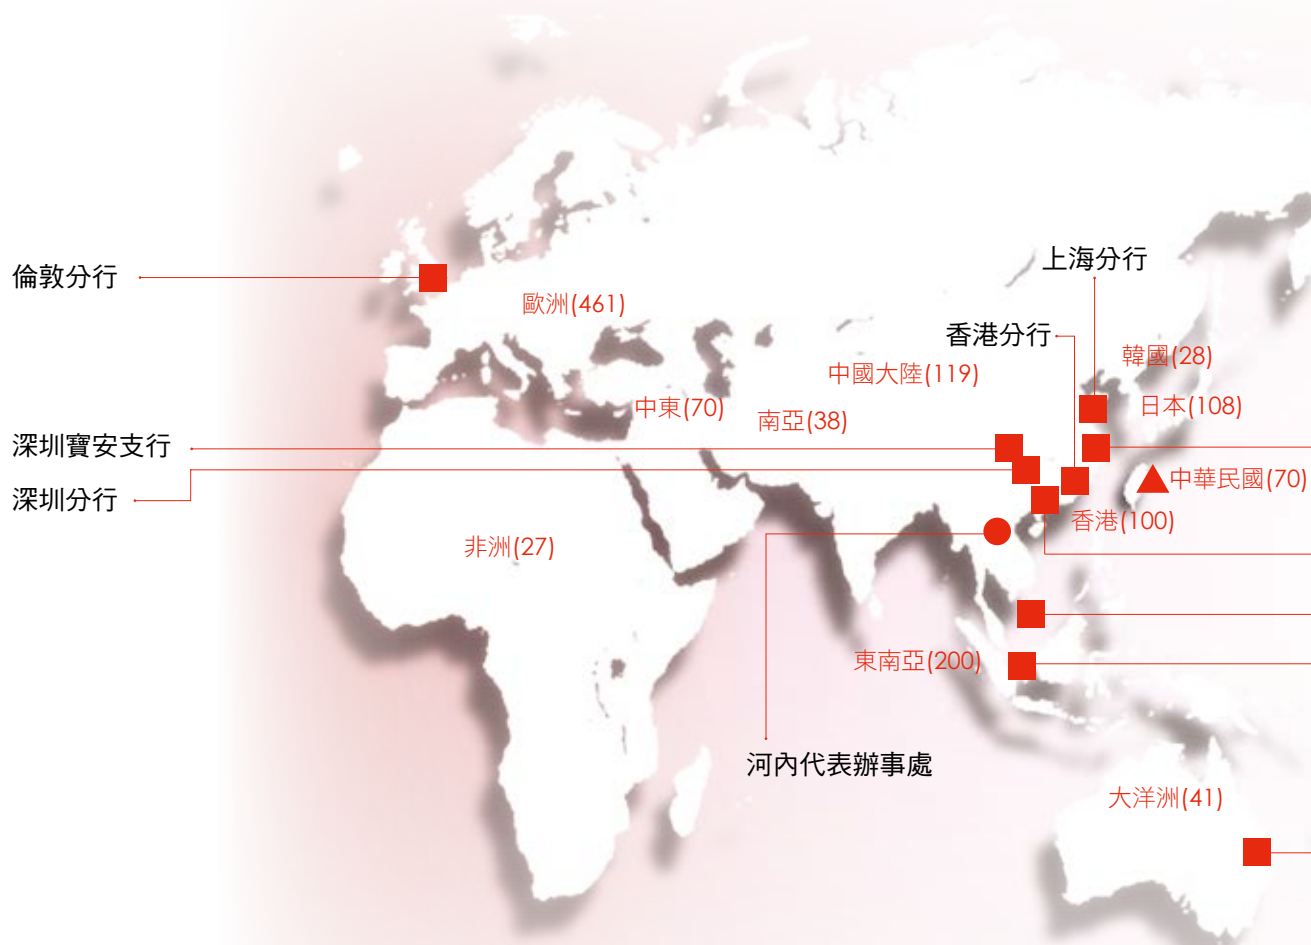 上海分行
倫敦分行
歐洲(461)
香港分行
韓國(28)
中國大陸(119)
中東(70)
南亞(38)
日本(108)
深圳寶安支行
中華民國(70)
深圳分行
香港(100)
非洲(27)
東南亞(200)
河內代表辦事處
大洋洲(41)